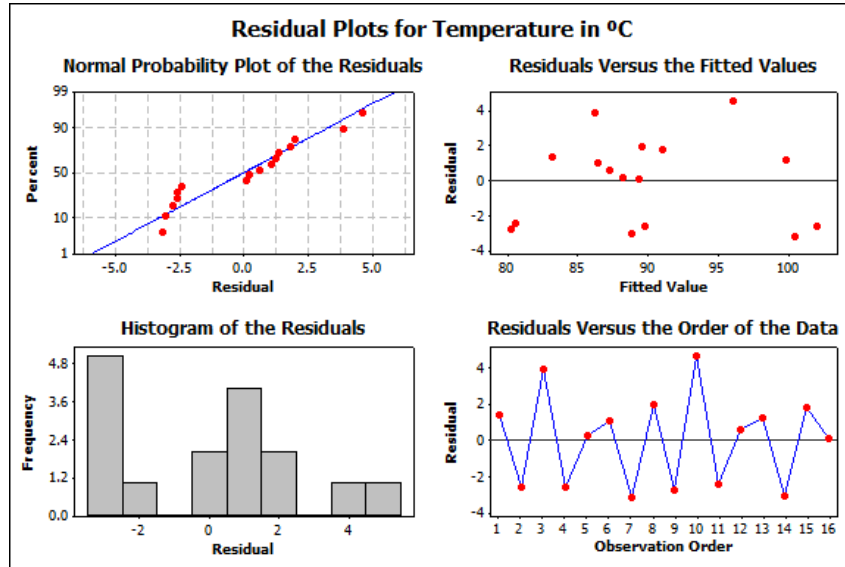 Residual Plots for Temperature in ºC
Normal Probability Plot of the Residuals
99
90
50
10
1
Percent
-5.0 -2.5 0.0 2.5 5.0
Residual
Residuals Versus the Fitted Values
4
2
0
-2
-4
Residual
80 85 90 95 100
Fitted Value
Histogram of the Residuals
4.8
3.6
2.4
1.2
0.0
Frequency
-2 0 2 4
Residual
Residuals Versus the Order of the Data
4
2
0
-2
-4
Residual
1 2 3 4 5 6 7 8 9 10 11 12 13 14 15 16
Observation Order